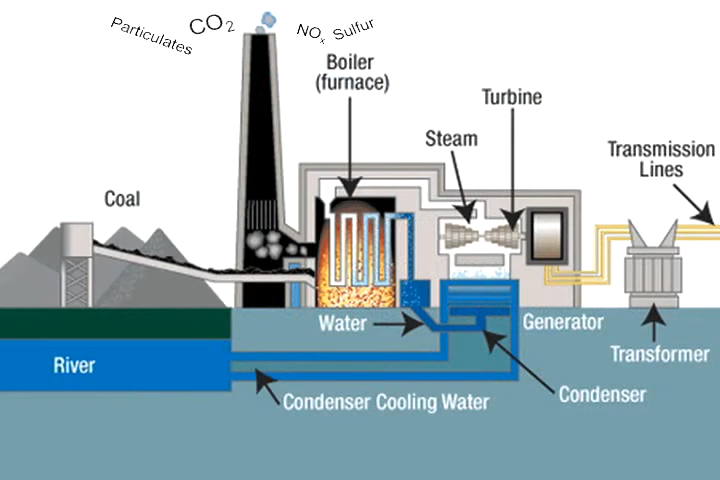 Particulates
CO₂
NOₓ Sulfur
Boiler
(furnace)
Turbine
Steam
Transmission
Lines
Coal
Water
Generator
River
Transformer
Condenser
Condenser Cooling Water